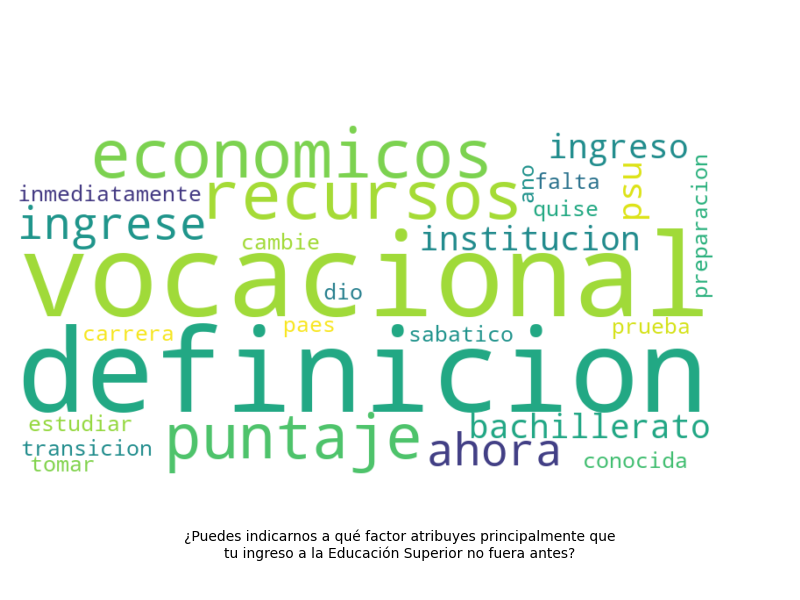 economicos
ingreso
inmediatamente
recursos
ano
falta
psu
preparacion
ingrese
quise
cambie
institucion
vocacional
dio
carrera
paes
sabatico
prueba
definicion
estudiar
puntaje
bachillerato
transicion
ahora
tomar
conocida
¿Puedes indicarnos a qué factor atribuyes principalmente que
tu ingreso a la Educación Superior no fuera antes?